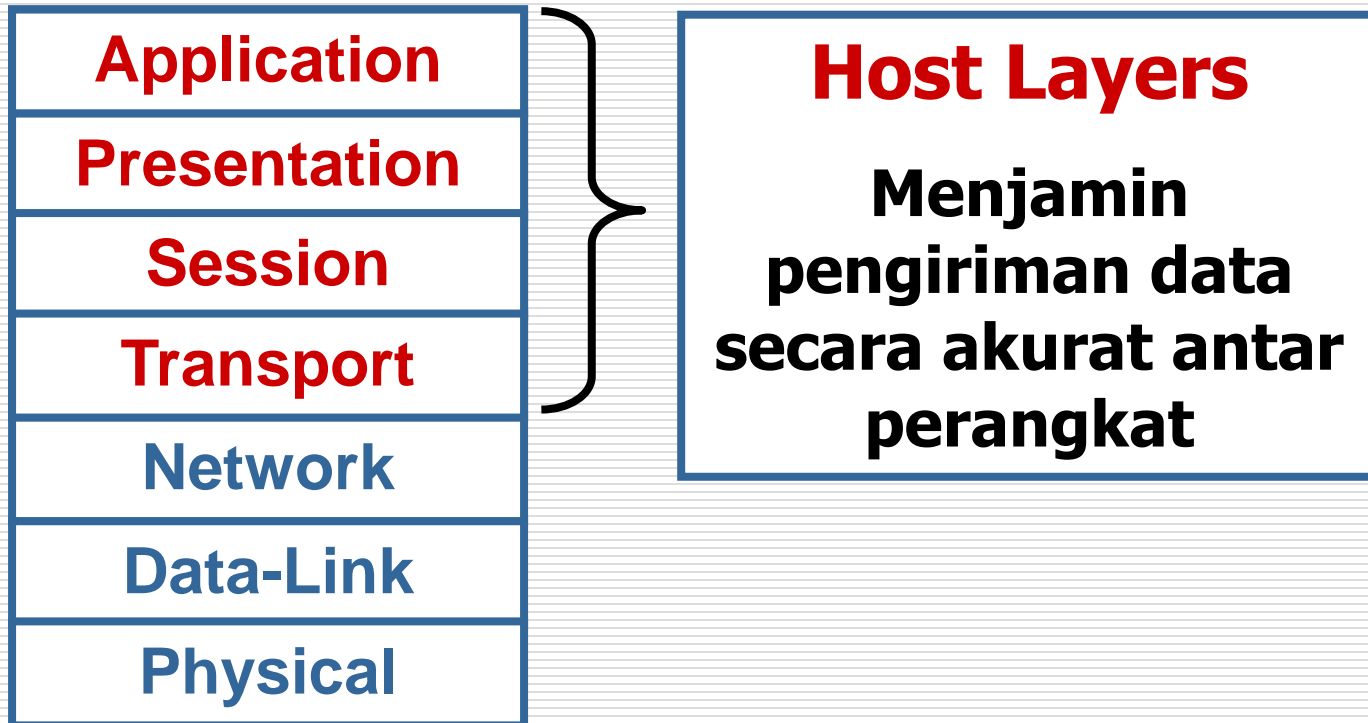 Application
Presentation
Session
Transport
Network
Data-Link
Physical
Host Layers
Menjamin
pengiriman data
secara akurat antar
perangkat